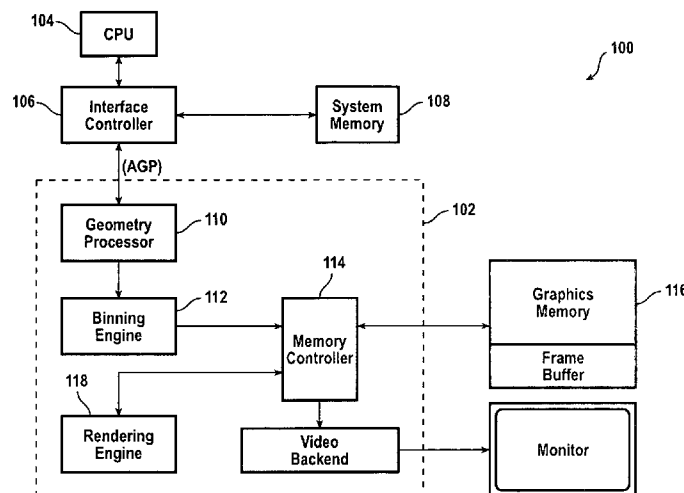 104
CPU
100
106
Interface
Controller
System
Memory
108
(AGP)
102
Geometry
Processor
110
114
112
Binning
Engine
Memory
Controller
Graphics
Memory
116
Frame
Buffer
118
Rendering
Engine
Video
Backend
Monitor